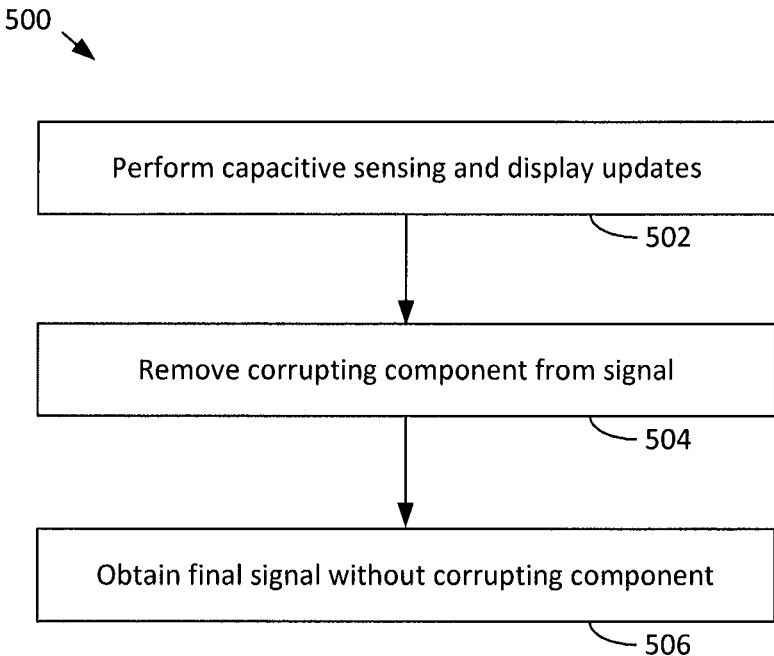 500
Perform capacitive sensing and display updates
502
Remove corrupting component from signal
504
Obtain final signal without corrupting component
506